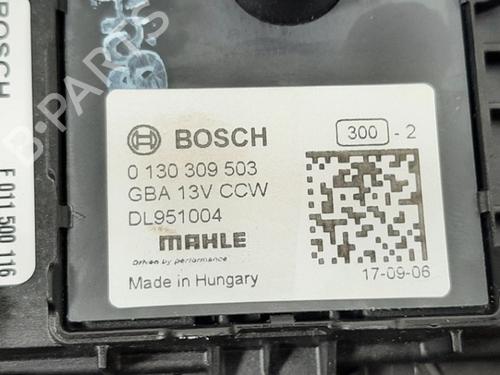 BOSCH
F 011 500 116
BOSCH
300 - 2
0 130 309 503
GBA 13V CCW
DL951004
MAHLE
Driven by performance
Made in Hungary
17-09-06
B-PARTS